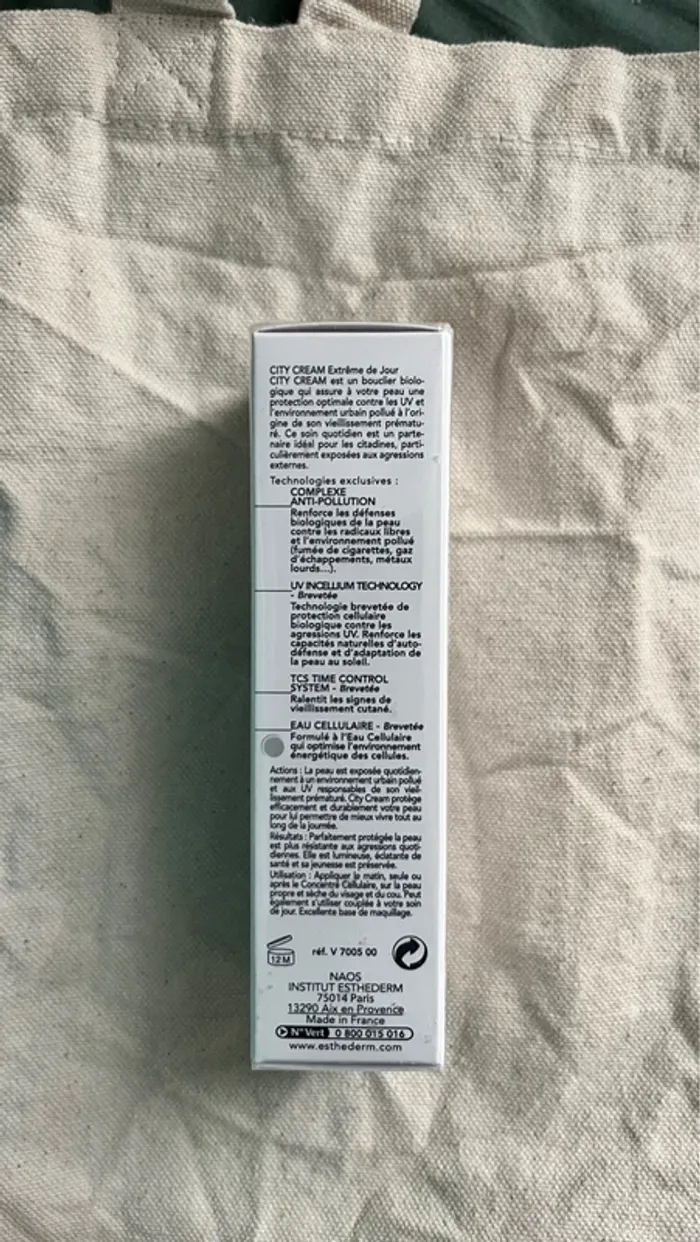 CITY CREAM Extrême de Jour
CITY CREAM est un bouclier biolo-
gique qui assure à votre peau une
protection optimale contre les UV et
l'environnement urbain pollué à l'ori-
gine de son vieillissement prématu-
ré. Ce soin quotidien est un parte-
naire idéal pour les citadines, parti-
culièrement exposées aux agressions
externes.
Technologies exclusives :
COMPLEXE
ANTI-POLLUTION
Renforce les défenses
biologiques de la peau
contre les radicaux libres
et l'environnement pollué
(fumée de cigarettes, gaz
d'échappements, métaux
lourds...).
UV INCELLIUM TECHNOLOGY
- Brevetée
Technologie brevetée de
protection cellulaire
biologique contre les
agressions UV. Renforce les
capacités naturelles d'auto-
défense et d'adaptation de
la peau au soleil.
TCS TIME CONTROL
SYSTEM - Brevetée
Ralentit les signes de
vieillissement cutané.
EAU CELLULAIRE - Brevetée
Formulé à l'Eau Cellulaire
qui optimise l'environnement
énergétique des cellules.
Actions : La peau est exposée quotidien-
nement à un environnement urbain pollué
et aux UV responsables de son vieil-
lissement prématuré. City Cream protège
efficacement et durablement votre peau
pour lui permettre de mieux vivre tout au
long de la journée.
Résultats : Parfaitement protégée la peau
est plus résistante aux agressions quoti-
diennes. Elle est lumineuse, éclatante de
santé et sa jeunesse est préservée.
Utilisation : Appliquer le matin, seule ou
après le Concentré Cellulaire, sur la peau
propre et sèche du visage et du cou. Peut
également s'utiliser couplée à votre soin
de jour. Excellente base de maquillage.
12 M
réf. V 7005 00
NAOS
INSTITUT ESTHEDERM
75014 Paris
13290 Aix en Provence
Made in France
N° Vert 0 800 015 016
www.esthederm.com